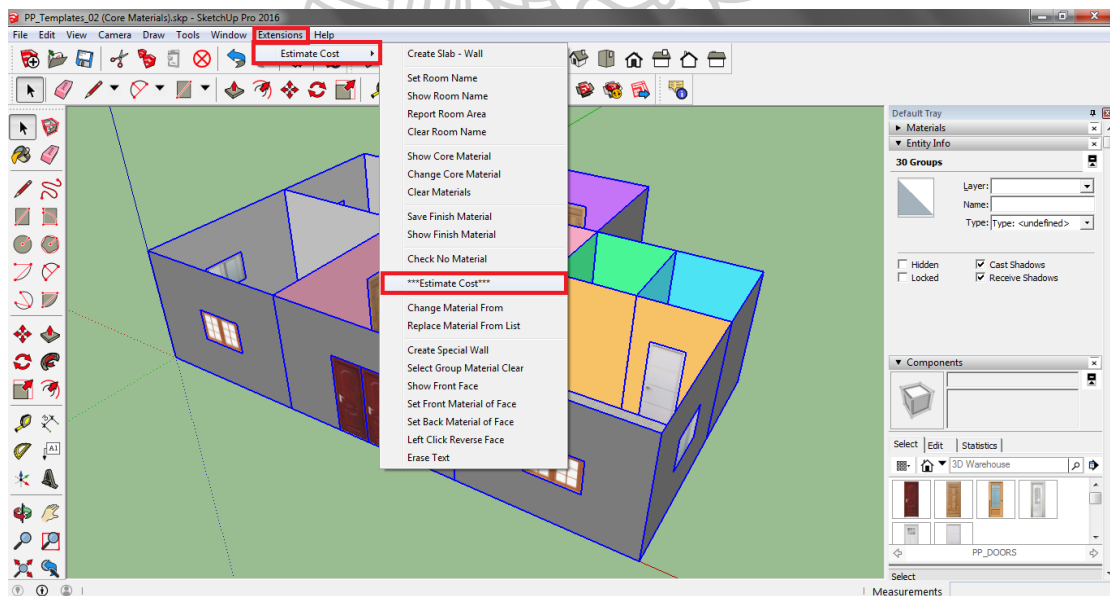 PP_Templates_02 (Core Materials).skp - SketchUp Pro 2016
File Edit View Camera Draw Tools Window Extensions Help
Estimate Cost
Create Slab - Wall
Set Room Name
Show Room Name
Report Room Area
Clear Room Name
Show Core Material
Change Core Material
Clear Materials
Save Finish Material
Show Finish Material
Check No Material
***Estimate Cost***
Change Material From
Replace Material From List
Create Special Wall
Select Group Material Clear
Show Front Face
Set Front Material of Face
Set Back Material of Face
Left Click Reverse Face
Erase Text
A1
Default Tray
Materials
Entity Info
30 Groups
Layer:
Name:
Type: Type: <undefined>
Hidden Cast Shadows
Locked Receive Shadows
Components
Select Edit Statistics
3D Warehouse
PP_DOORS
Select
Measurements